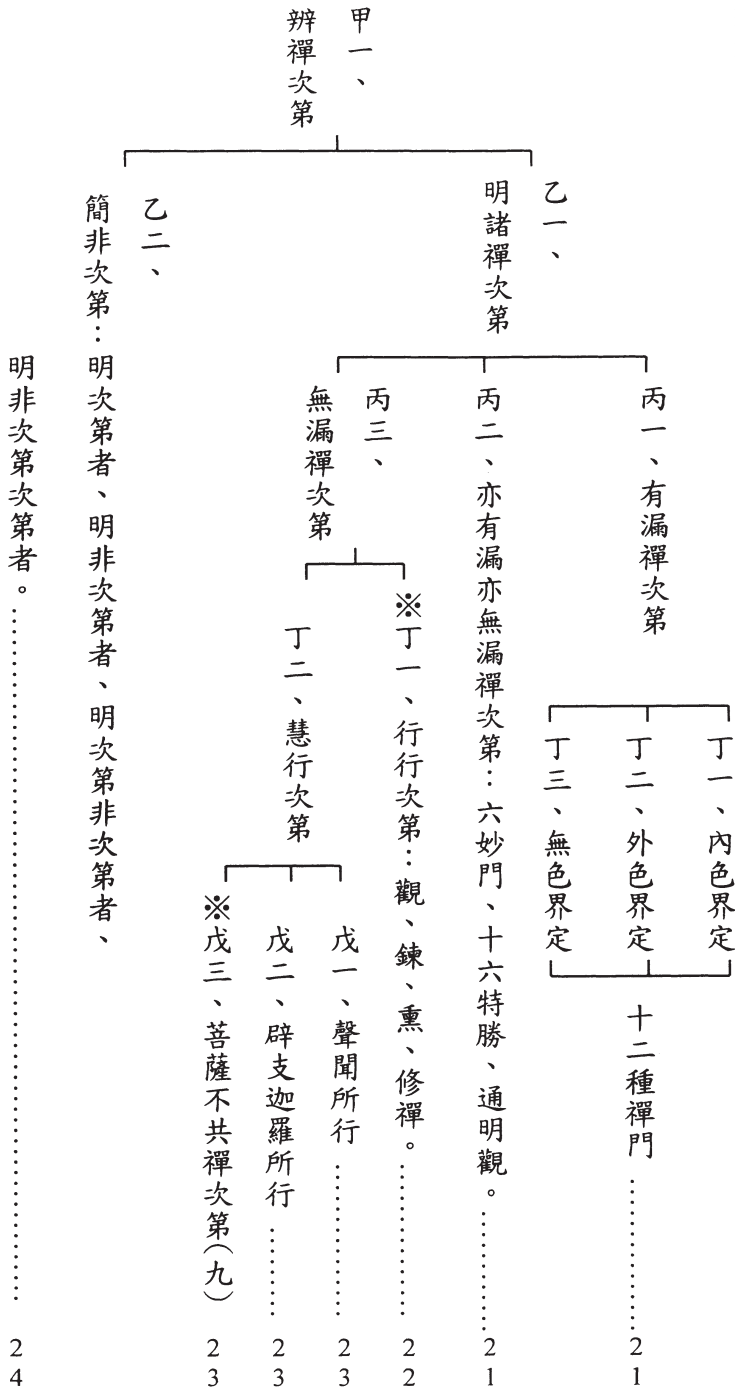 甲一、
辨禪次第
乙一、
明諸禪次第
丙一、有漏禪次第
丁一、內色界定
丁二、外色界定
丁三、無色界定
十二種禪門…………21
丙二、亦有漏亦無漏禪次第：六妙門、十六特勝、通明觀。…………21
丙三、
無漏禪次第
※丁一、行行次第：觀、鍊、熏、修禪。…………22
丁二、慧行次第
戊一、聲聞所行…………23
戊二、辟支迦羅所行…………23
※戊三、菩薩不共禪次第（九）23
乙二、
簡非次第：明次第者、明非次第者、明次第非次第者、
明非次第次第者。…………24